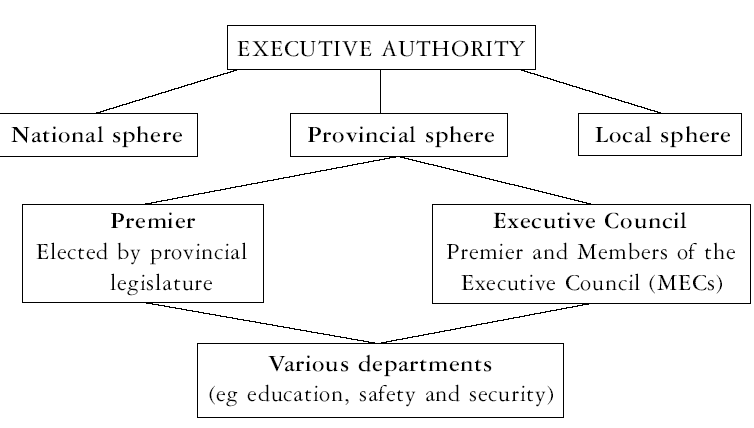 EXECUTIVE AUTHORITY
National sphere
Provincial sphere
Local sphere
Premier
Elected by provincial
legislature
Executive Council
Premier and Members of the
Executive Council (MECs)
Various departments
(eg education, safety and security)